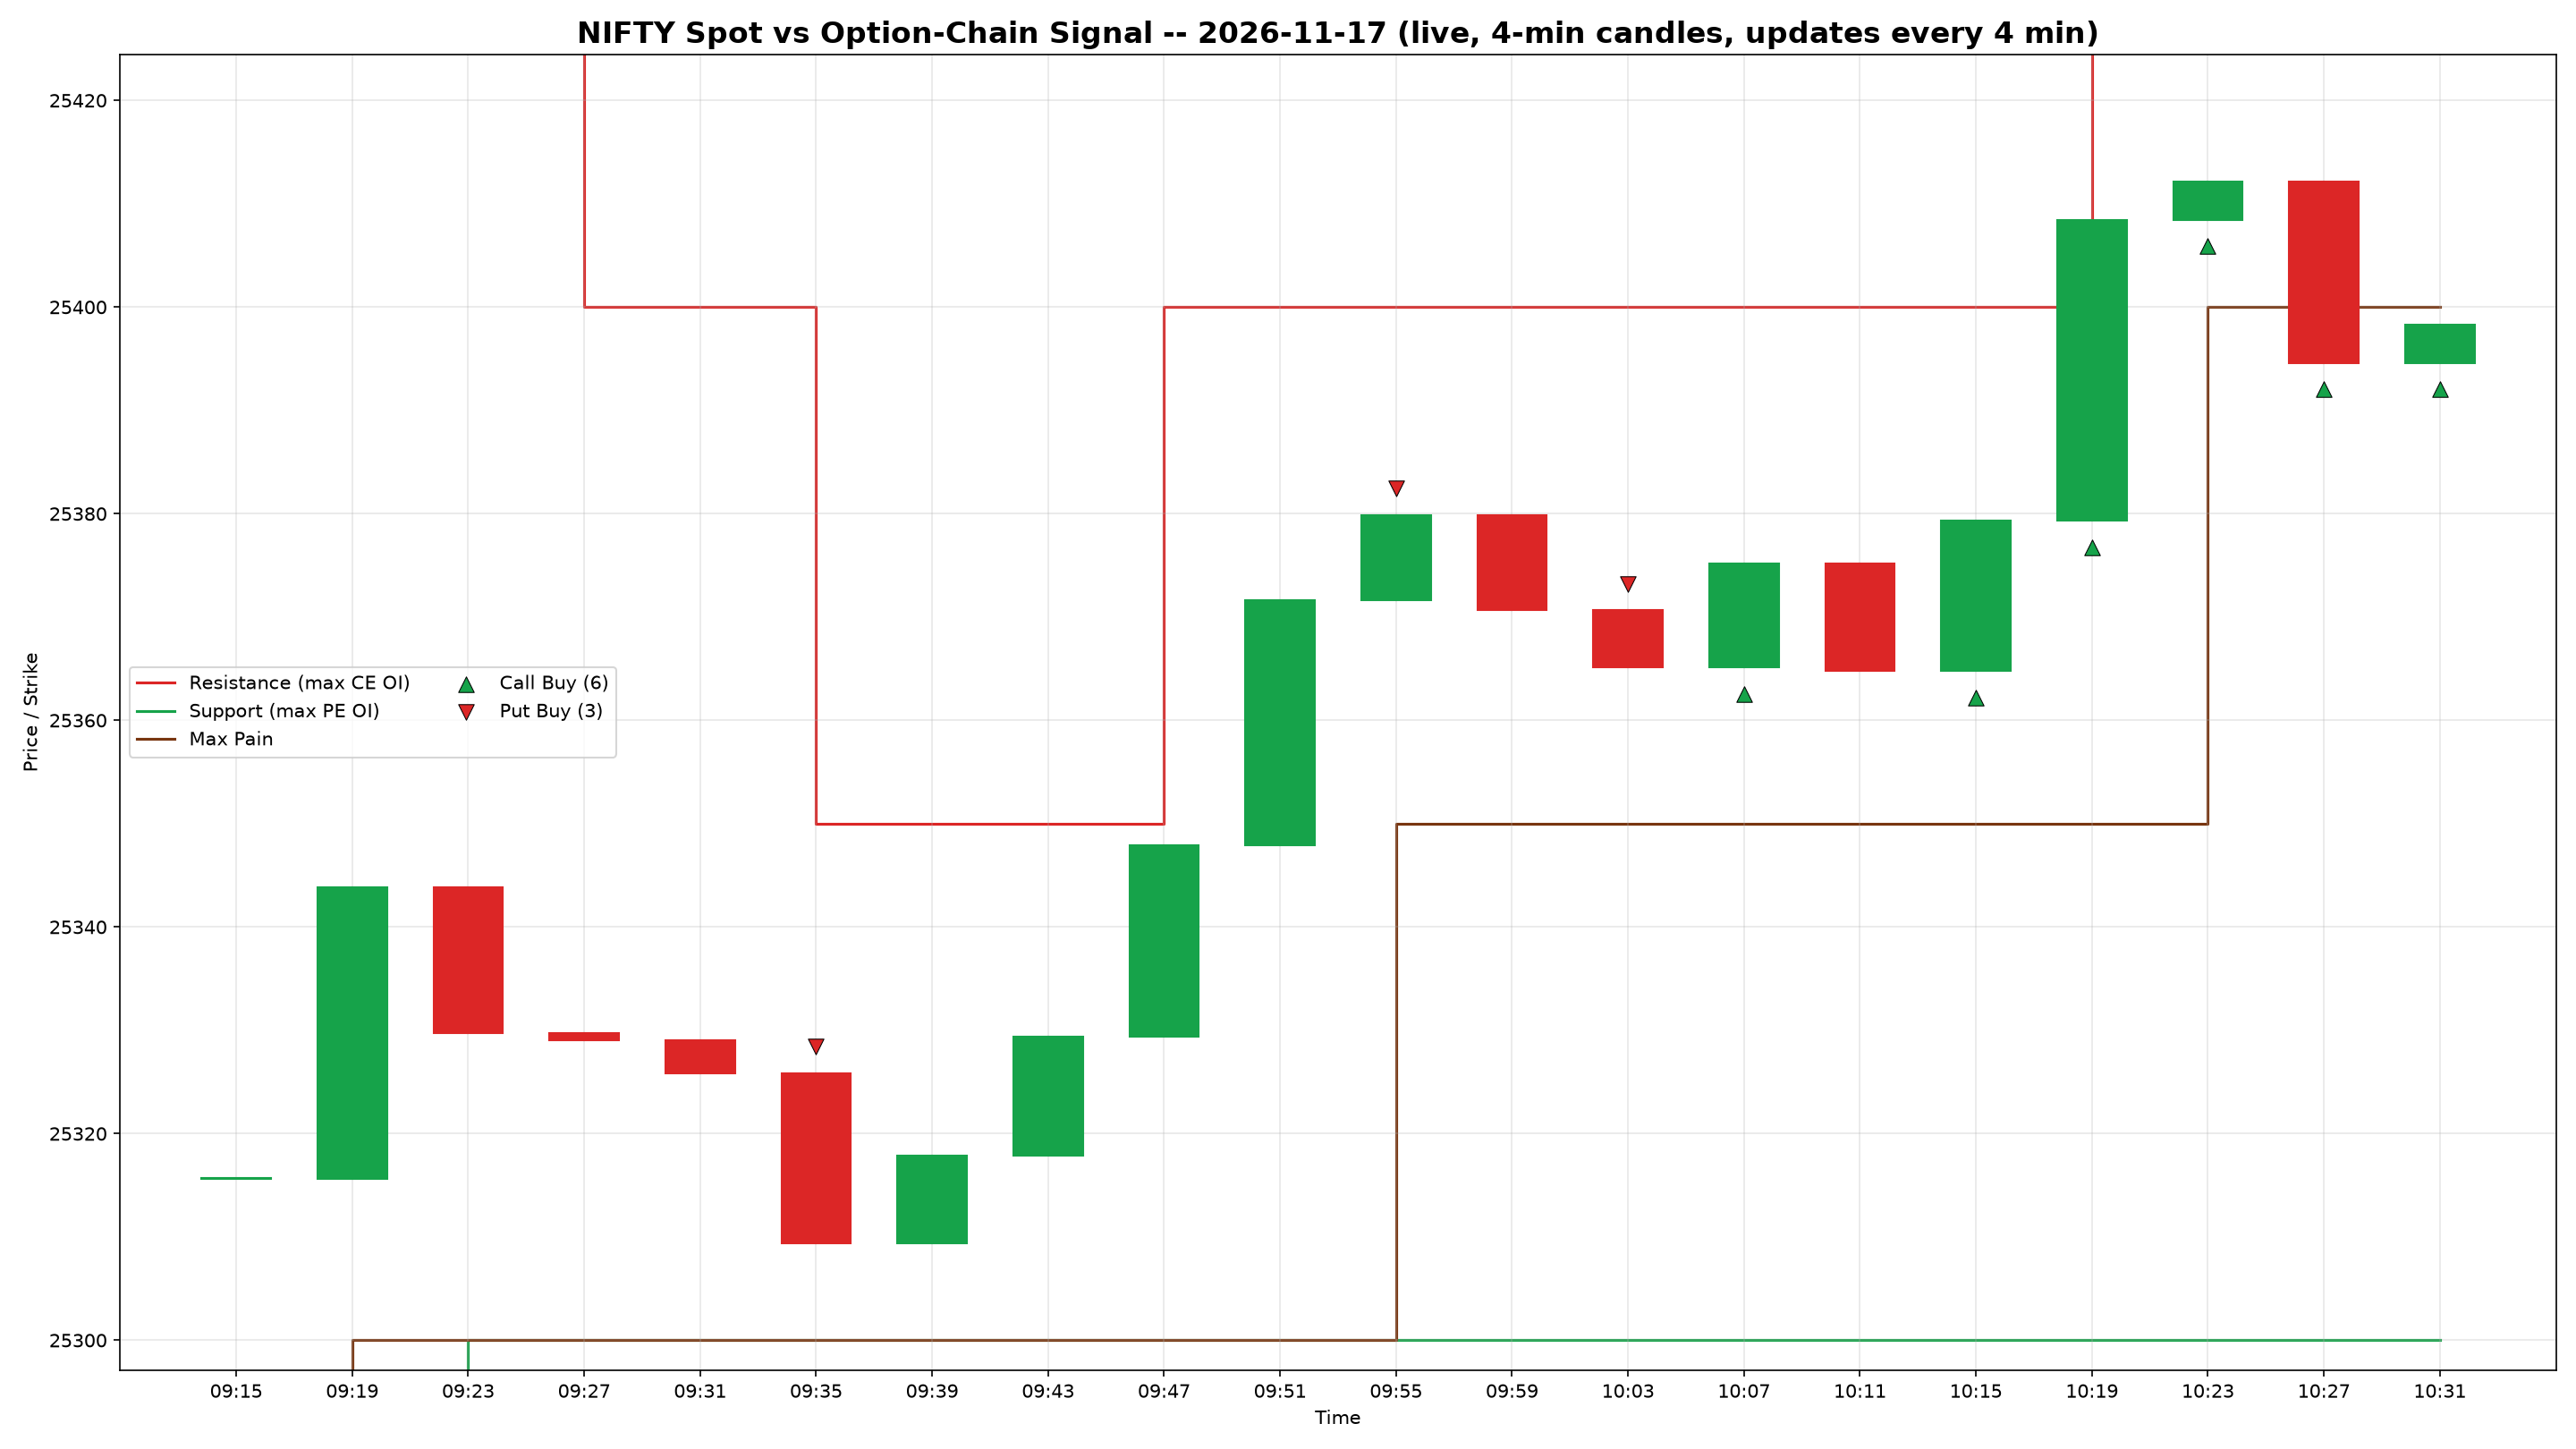 NIFTY Spot vs Option-Chain Signal -- 2026-11-17 (live, 4-min candles, updates every 4 min)
Price / Strike
25420
25400
25380
25360
25340
25320
25300
Resistance (max CE OI)
Support (max PE OI)
Max Pain
Call Buy (6)
Put Buy (3)
09:15 09:19 09:23 09:27 09:31 09:35 09:39 09:43 09:47 09:51 09:55 09:59 10:03 10:07 10:11 10:15 10:19 10:23 10:27 10:31
Time